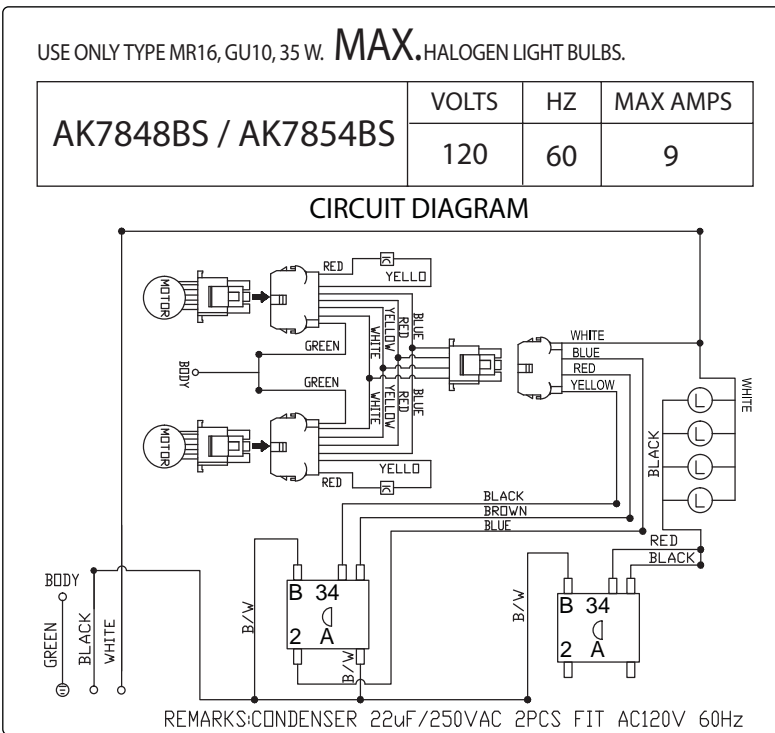 USE ONLY TYPE MR16, GU10, 35 W. MAX. HALOGEN LIGHT BULBS.
AK7848BS / AK7854BS
VOLTS HZ MAX AMPS
120 60 9
CIRCUIT DIAGRAM
MOTOR
RED
IC
YELLO
BLUE
RED
YELLOW
WHITE
GREEN
BODY
GREEN
WHITE
YELLOW
RED
BLUE
MOTOR
RED
IC
YELLO
WHITE
BLUE
RED
YELLOW
WHITE
L
L
L
L
BLACK
BLACK
BROWN
BLUE
RED
BLACK
B/W
B 34
2 A
B/W
B/W
B 34
2 A
BODY
GREEN
BLACK
WHITE
REMARKS:CONDENSER 22uF/250VAC 2PCS FIT AC120V 60Hz